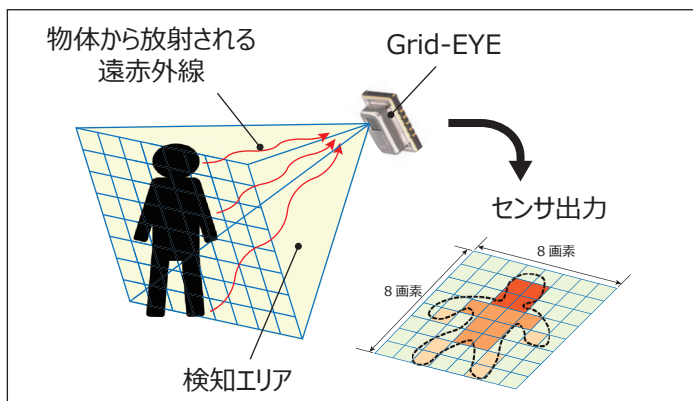 物体から放射される
遠赤外線
Grid-EYE
センサ出力
8 画素
8 画素
検知エリア